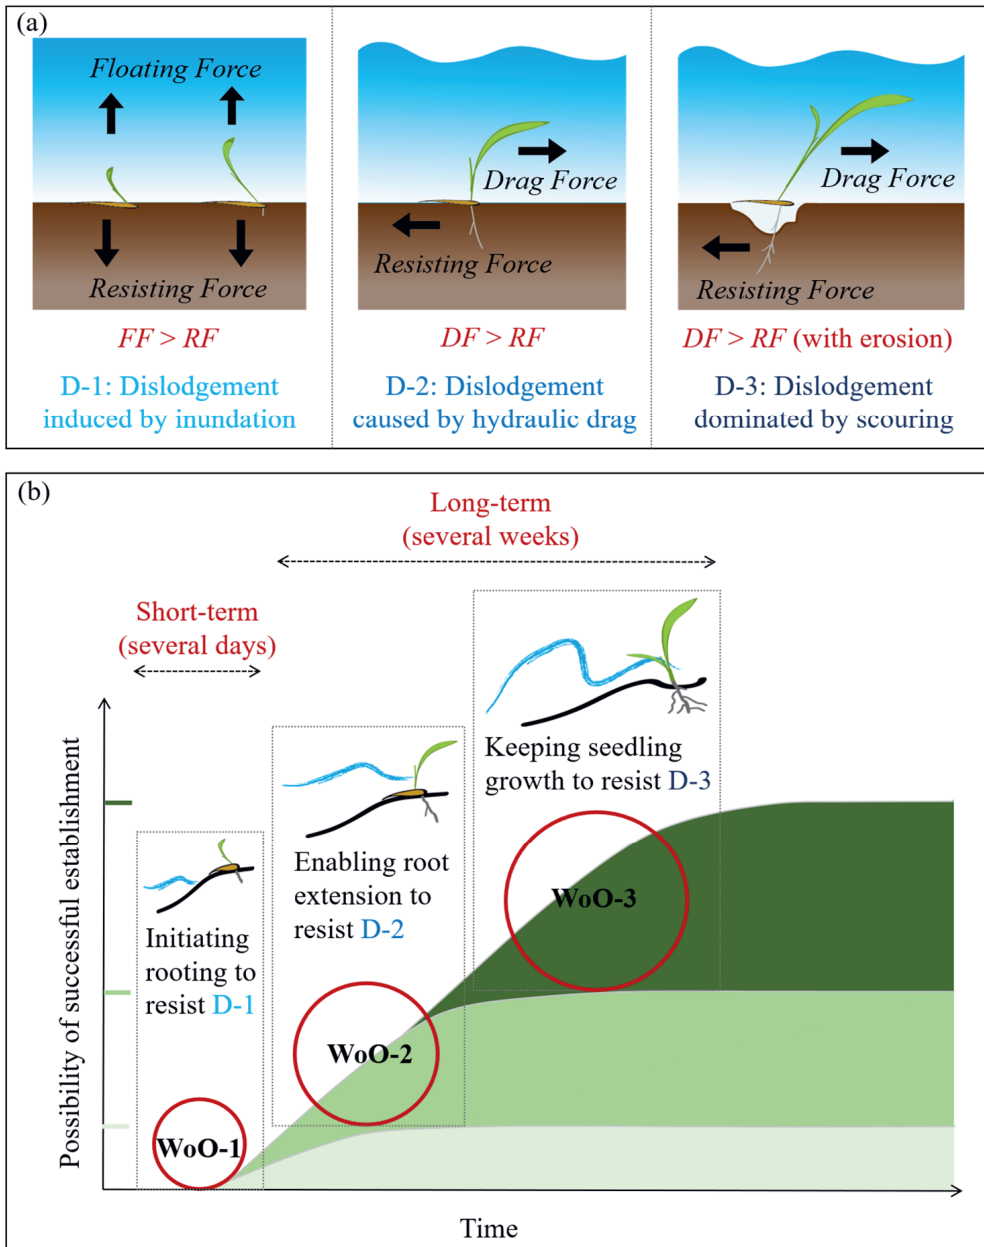 (a)
Floating Force
Resisting Force
FF > RF
D-1: Dislodgement
induced by inundation
Drag Force
Resisting Force
DF > RF
D-2: Dislodgement
caused by hydraulic drag
Drag Force
Resisting Force
DF > RF (with erosion)
D-3: Dislodgement
dominated by scouring
(b)
Long-term
(several weeks)
Short-term
(several days)
Keeping seedling
growth to resist D-3
Enabling root
extension to
resist D-2
Initiating
rooting to
resist D-1
WoO-3
WoO-2
WoO-1
Possibility of successful establishment
Time